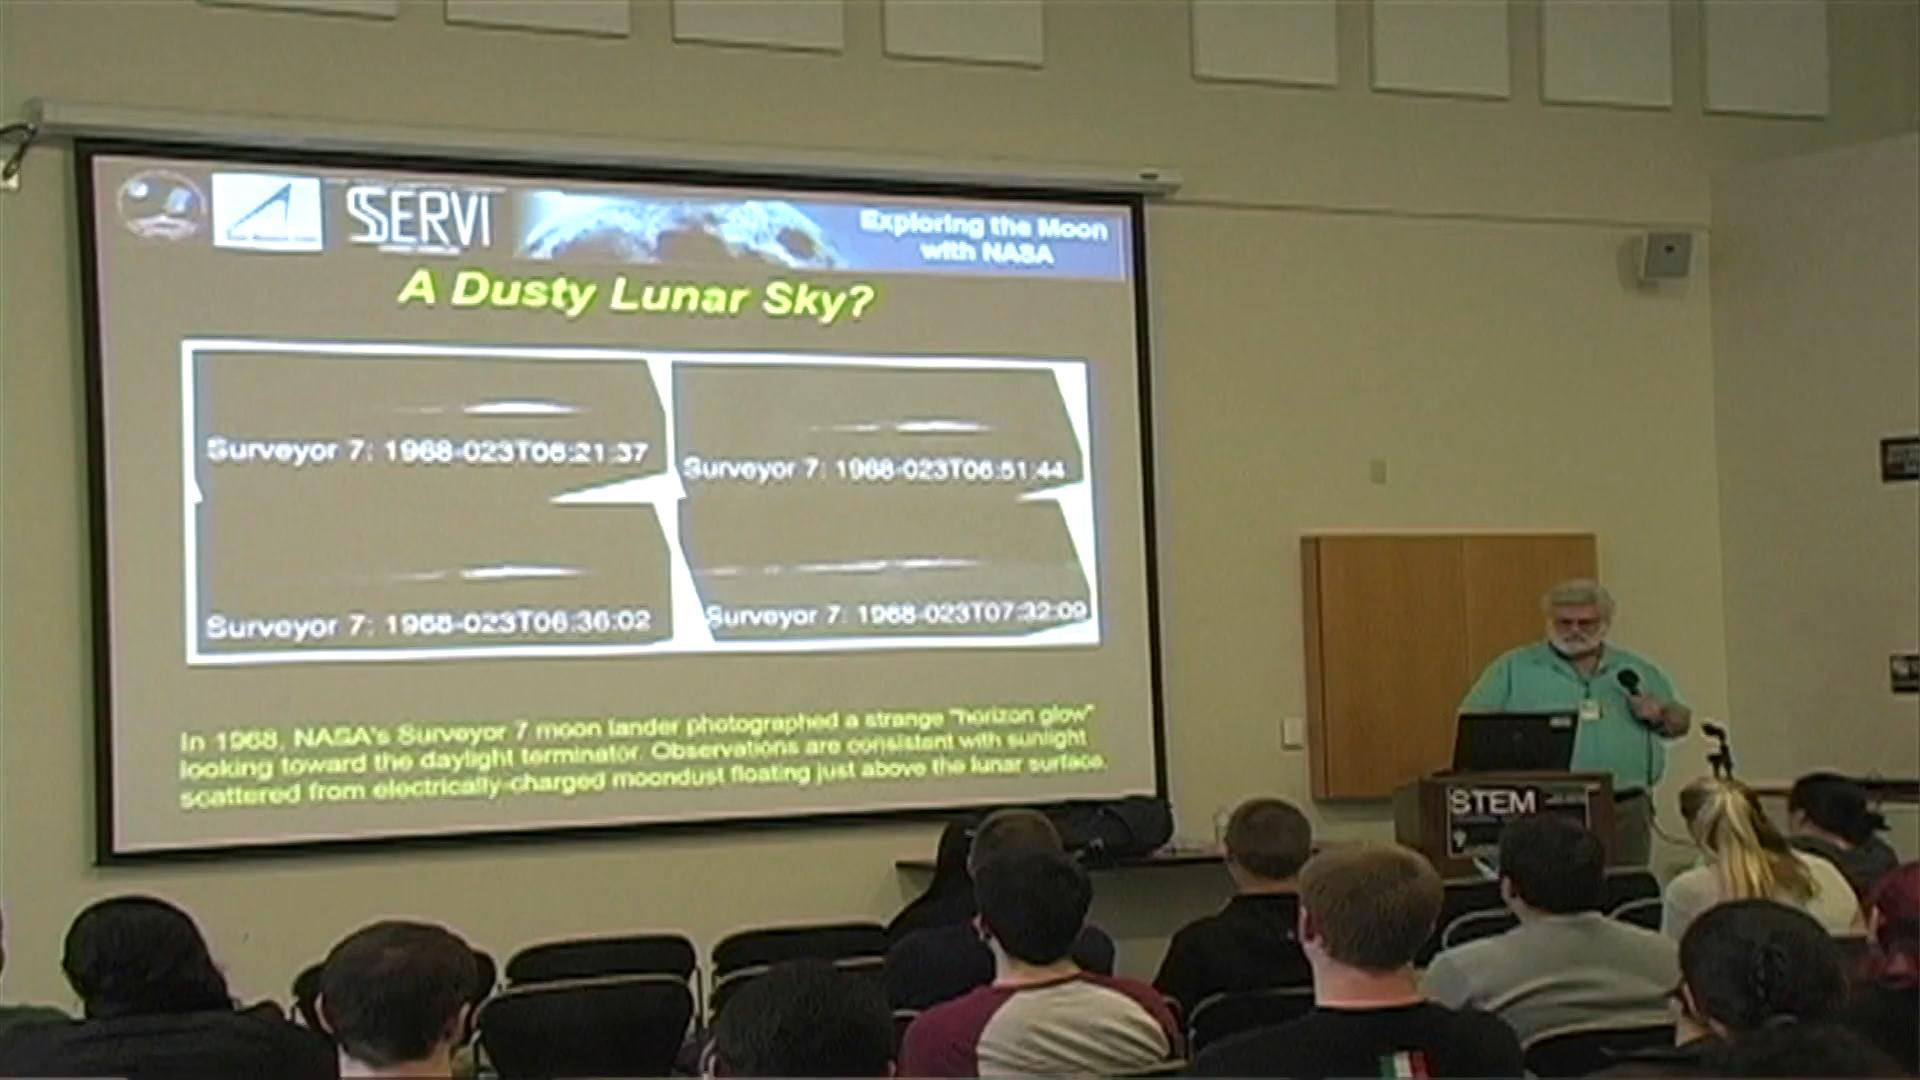 SSERVI
Exploring the Moon
with NASA
A Dusty Lunar Sky?
Surveyor 7: 1968-023T06:21:37
Surveyor 7: 1968-023T06:51:44
Surveyor 7: 1968-023T06:36:02
Surveyor 7: 1968-023T07:32:09
In 1968, NASA's Surveyor 7 moon lander photographed a strange "horizon glow"
looking toward the daylight terminator. Observations are consistent with sunlight
scattered from electrically-charged moondust floating just above the lunar surface.
STEM